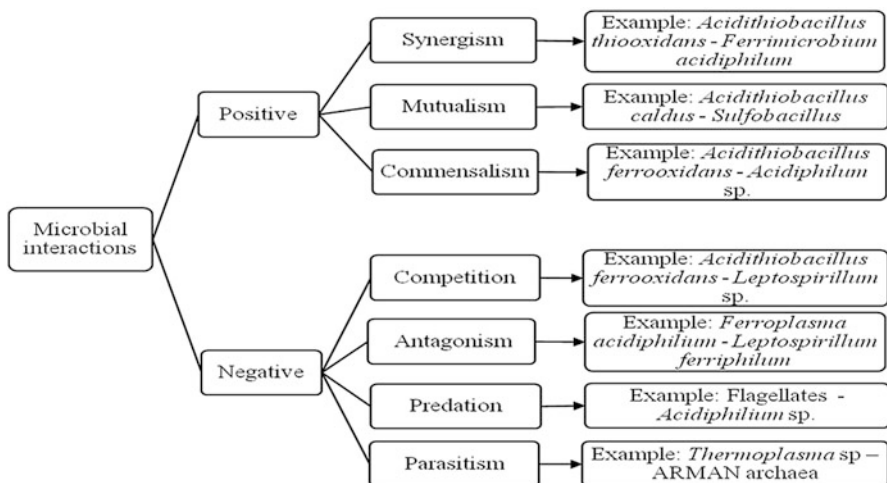 Microbial
interactions
Positive
Synergism
Example: Acidithiobacillus
thiooxidans - Ferrimicrobium
acidiphilum
Mutualism
Example: Acidithiobacillus
caldus - Sulfobacillus
Commensalism
Example: Acidithiobacillus
ferrooxidans - Acidiphilum
sp.
Negative
Competition
Example: Acidithiobacillus
ferrooxidans - Leptospirillum
sp.
Antagonism
Example: Ferroplasma
acidiphilium - Leptospirillum
ferriphilum
Predation
Example: Flagellates -
Acidiphilium sp.
Parasitism
Example: Thermoplasma sp –
ARMAN archaea